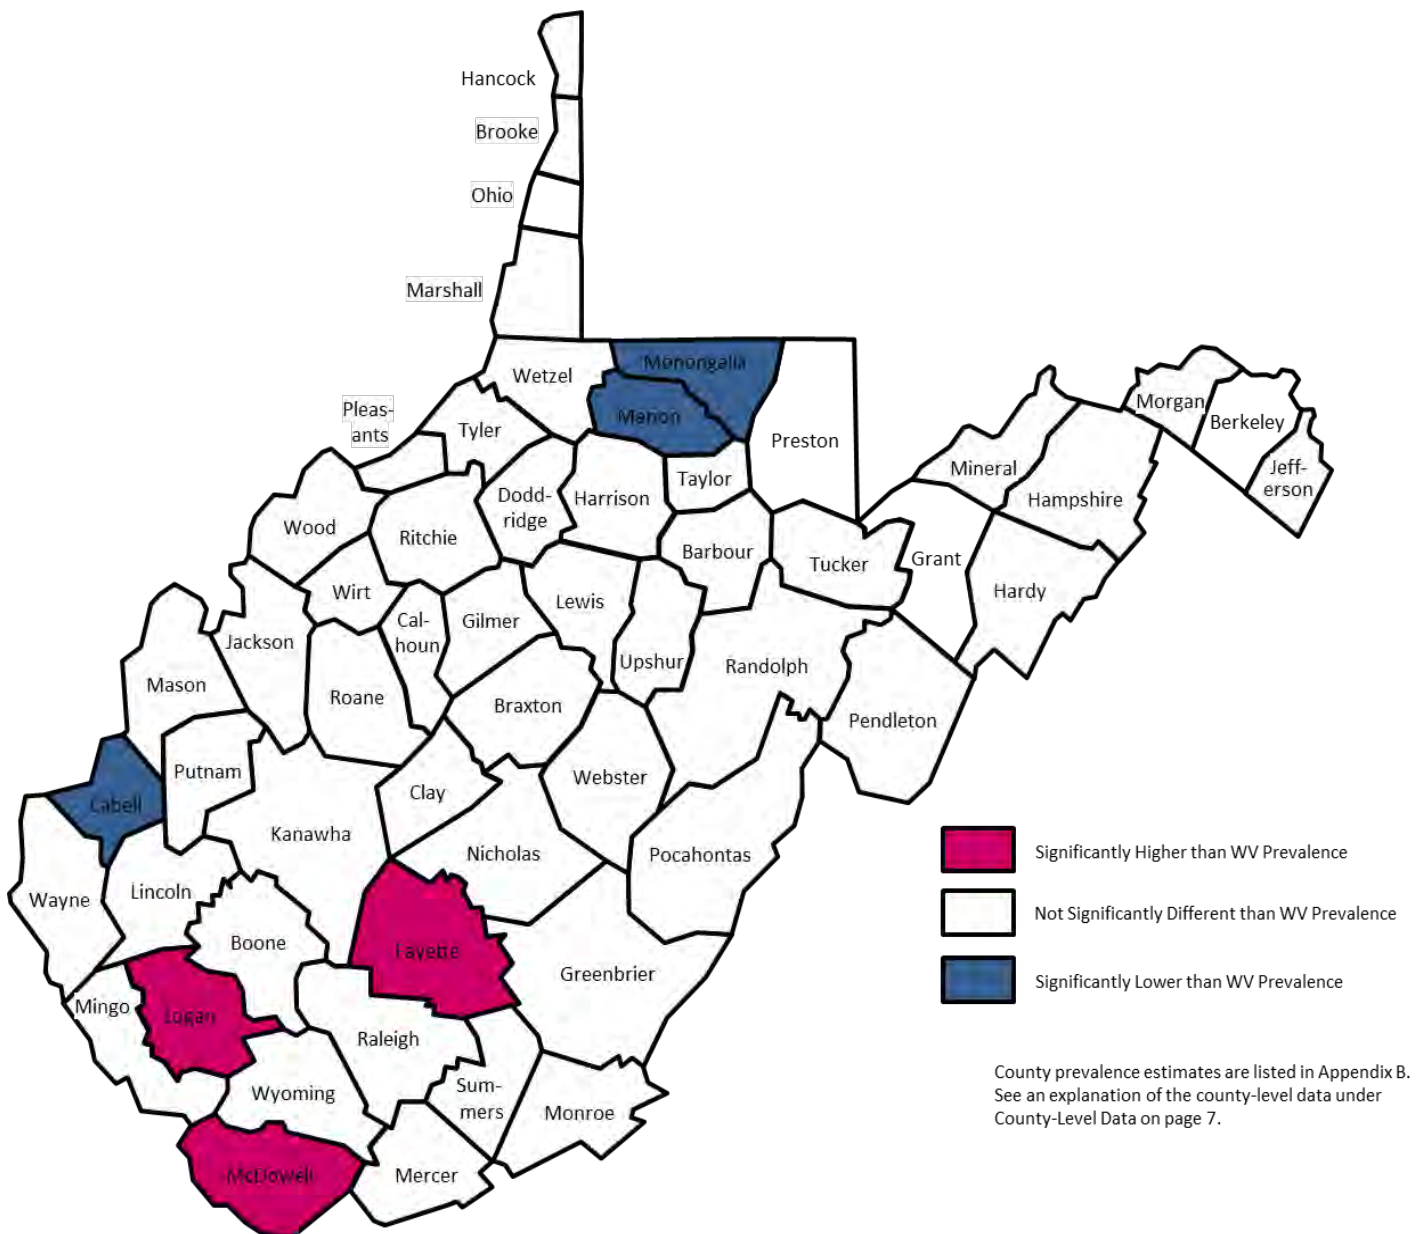 Hancock
Brooke
Ohio
Marshall
Wetzel
Monongalia
Marion
Preston
Pleas-
ants
Tyler
Taylor
Morgan
Berkeley
Jeff-
erson
Mineral
Hampshire
Wood
Ritchie
Dodd-
ridge
Harrison
Barbour
Tucker
Grant
Hardy
Wirt
Cal-
houn
Gilmer
Lewis
Upshur
Randolph
Jackson
Mason
Roane
Braxton
Pendleton
Putnam
Cabell
Clay
Webster
Kanawha
Nicholas
Pocahontas
Wayne
Lincoln
Boone
Fayette
Greenbrier
Mingo
Logan
Raleigh
Wyoming
Sum-
mers
Monroe
McDowell
Mercer
Significantly Higher than WV Prevalence
Not Significantly Different than WV Prevalence
Significantly Lower than WV Prevalence
County prevalence estimates are listed in Appendix B.
See an explanation of the county-level data under
County-Level Data on page 7.